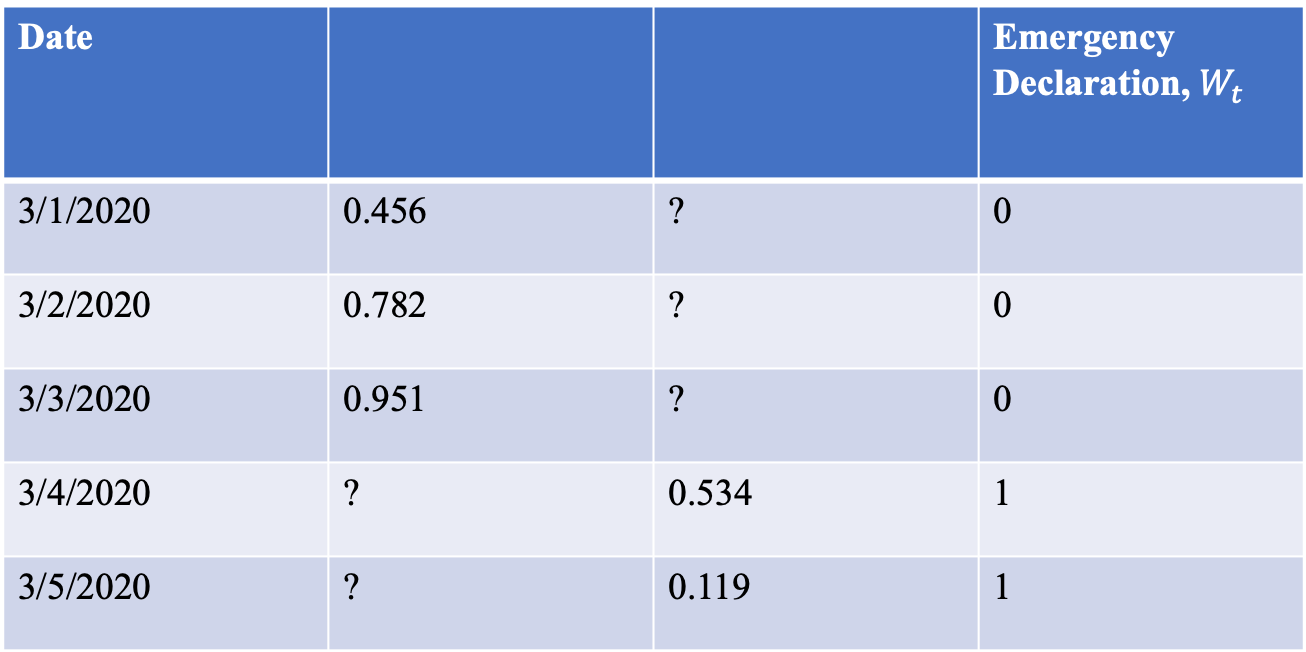 Date
Emergency
Declaration, Wₜ
3/1/2020 0.456 ? 0
3/2/2020 0.782 ? 0
3/3/2020 0.951 ? 0
3/4/2020 ? 0.534 1
3/5/2020 ? 0.119 1